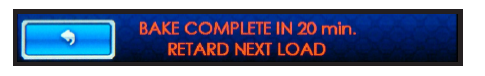 BAKE COMPLETE IN 20 min.
RETARD NEXT LOAD